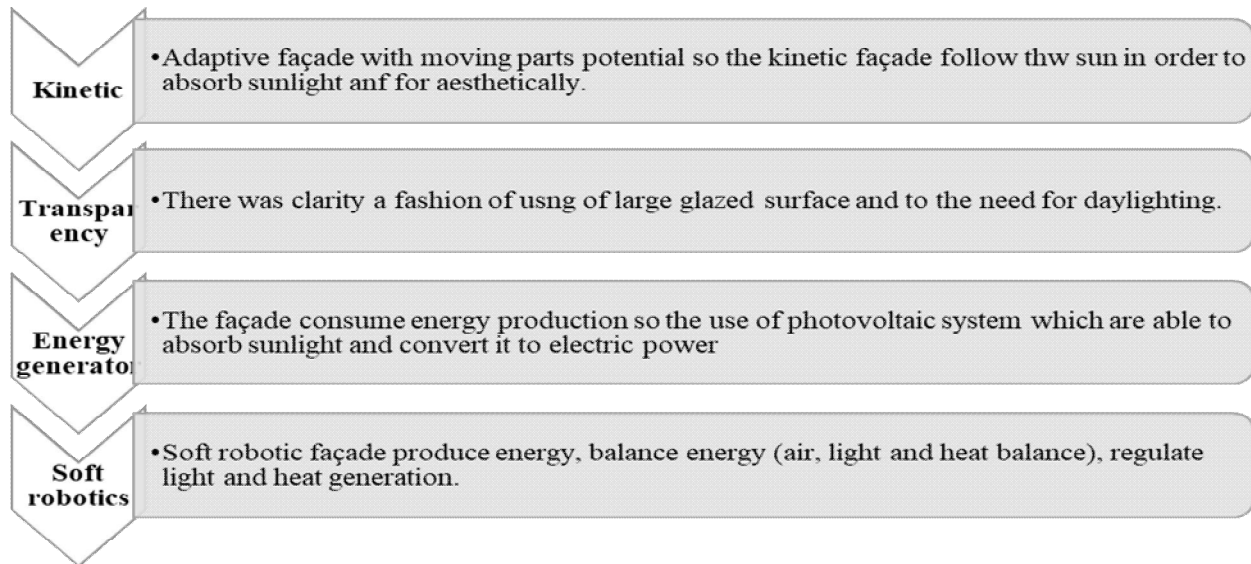 Kinetic
•Adaptive façade with moving parts potential so the kinetic façade follow thw sun in order to
absorb sunlight anf for aesthetically.
Transpar
ency
•There was clarity a fashion of usng of large glazed surface and to the need for daylighting.
Energy
generator
•The façade consume energy production so the use of photovoltaic system which are able to
absorb sunlight and convert it to electric power
Soft
robotics
•Soft robotic façade produce energy, balance energy (air, light and heat balance), regulate
light and heat generation.